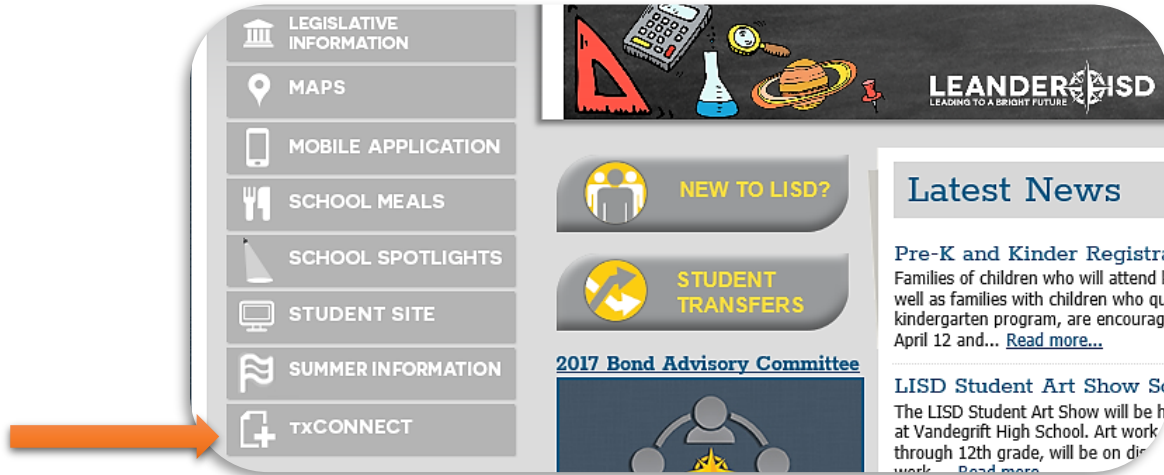 LEGISLATIVE
INFORMATION
MAPS
MOBILE APPLICATION
SCHOOL MEALS
SCHOOL SPOTLIGHTS
STUDENT SITE
SUMMER INFORMATION
TxCONNECT
LEANDER ISD
LEADING TO A BRIGHT FUTURE
NEW TO LISD?
STUDENT
TRANSFERS
2017 Bond Advisory Committee
Latest News
Pre-K and Kinder Registra
Families of children who will attend
well as families with children who qu
kindergarten program, are encourag
April 12 and... Read more...
LISD Student Art Show Sc
The LISD Student Art Show will be h
at Vandegrift High School. Art work
through 12th grade, will be on dis
work... Read more